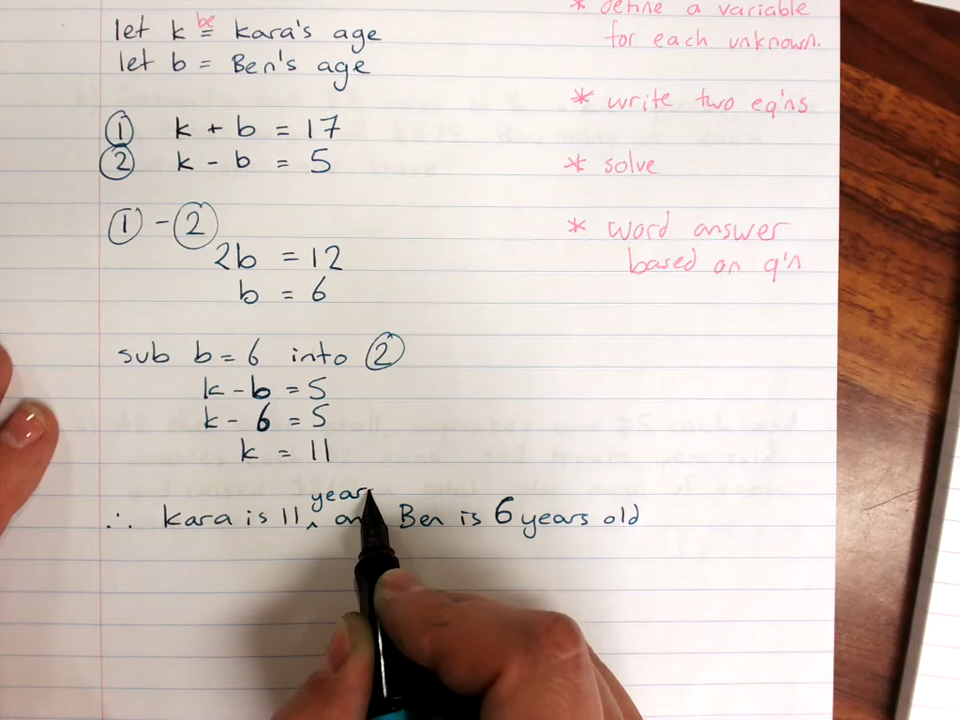 let k be = kara's age
let b = Ben's age
① k + b = 17
② k - b = 5
① - ②
2b = 12
b = 6
sub b = 6 into ②
k - b = 5
k - 6 = 5
k = 11
years
∴ kara is 11 ^ and Ben is 6 years old
* define a variable
for each unknown.
* write two eq'ns
* solve
* word answer
based on q'n